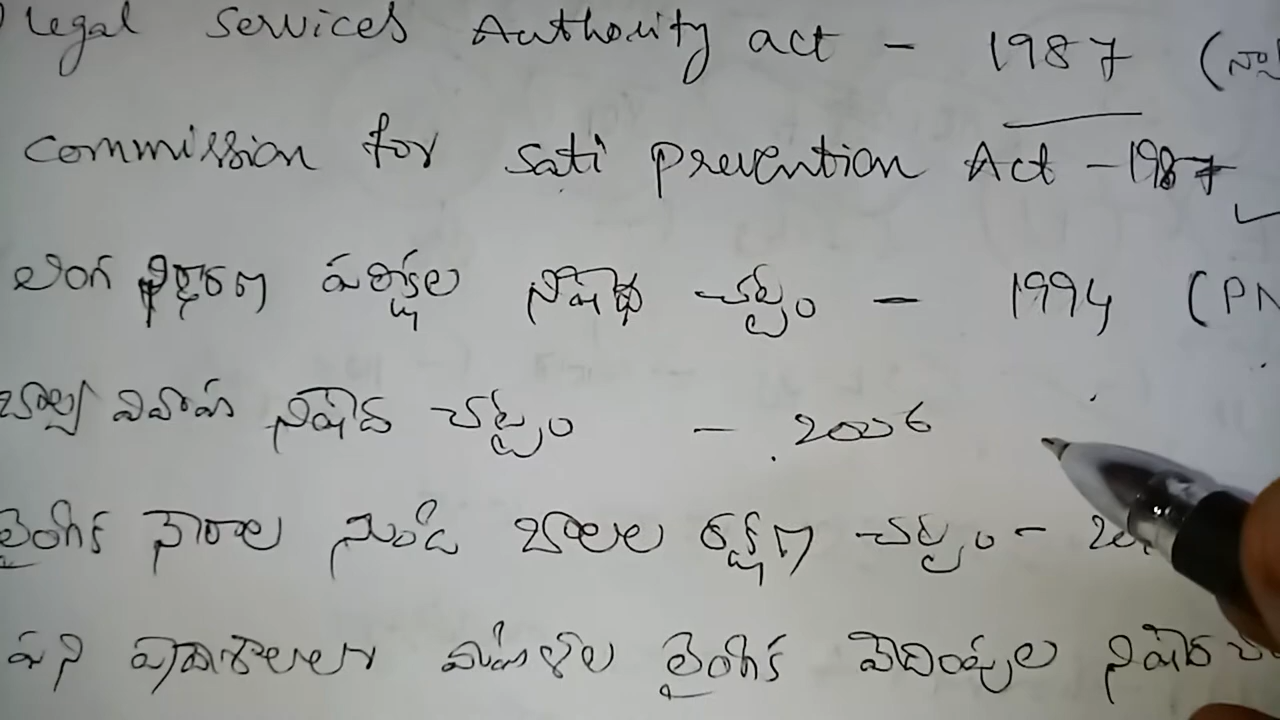 legal services Authority act - 1987 (
commission for sati prevention Act - 1987
లింగ నిర్ధారణ పరీక్షల నిషేధ చట్టం - 1994 (PN
బాల్య వివాహ నిషేద చట్టం - 2006
లైంగిక నేరాల నుండి బాలల రక్షణ చట్టం -
పని ప్రదేశాలలో మహిళల లైంగిక వేదింపుల నిషేద